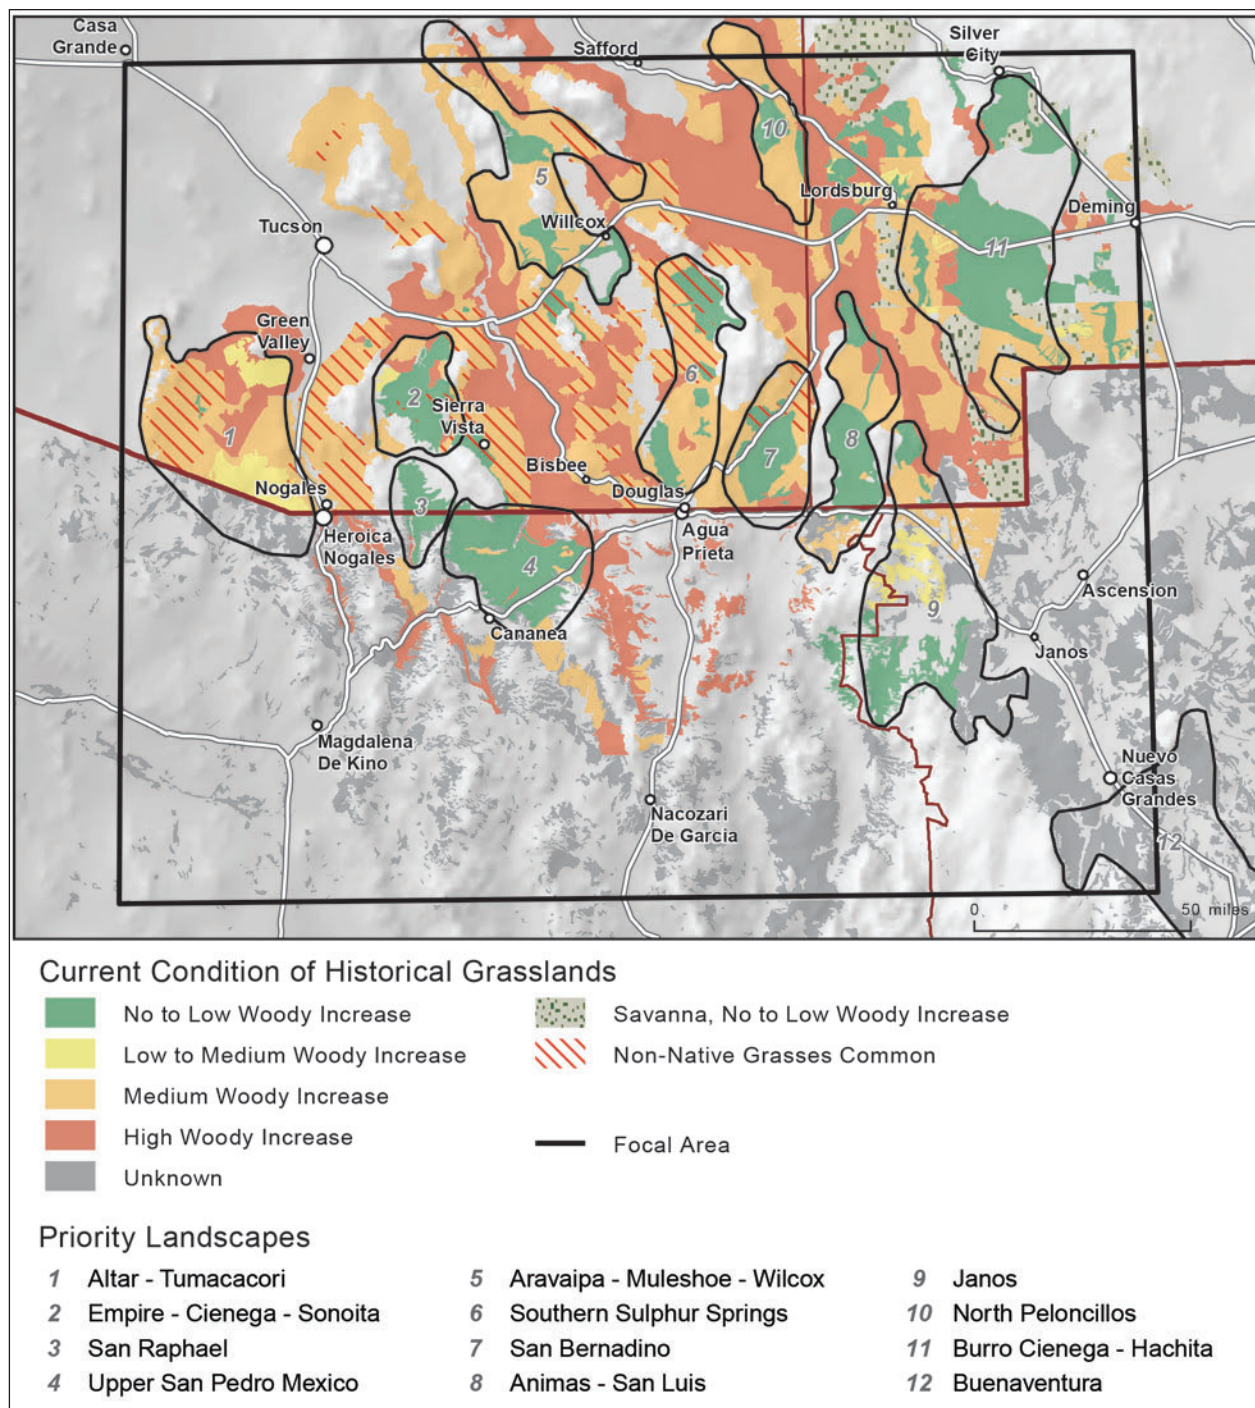 Casa
Grande
Safford
Silver
City
10
5
Lordsburg
Willcox
Deming
Tucson
11
Green
Valley
6
2
Sierra
Vista
1
8
7
Bisbee
Nogales
Douglas
3
Heroica
Nogales
Agua
Prieta
4
Ascension
9
Cananea
Janos
Magdalena
De Kino
Nuevo
Casas
Grandes
Nacozari
De Garcia
12
0 50 miles
Current Condition of Historical Grasslands
No to Low Woody Increase
Savanna, No to Low Woody Increase
Low to Medium Woody Increase
Non-Native Grasses Common
Medium Woody Increase
High Woody Increase
Focal Area
Unknown
Priority Landscapes
1 Altar - Tumacacori
2 Empire - Cienega - Sonoita
3 San Raphael
4 Upper San Pedro Mexico
5 Aravaipa - Muleshoe - Wilcox
6 Southern Sulphur Springs
7 San Bernadino
8 Animas - San Luis
9 Janos
10 North Peloncillos
11 Burro Cienega - Hachita
12 Buenaventura